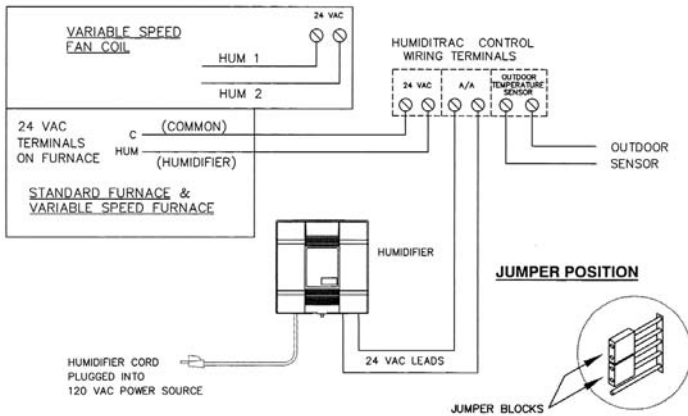 VARIABLE SPEED
FAN COIL
24 VAC
HUM 1
HUM 2
24 VAC
TERMINALS
ON FURNACE
C
(COMMON)
HUM
(HUMIDIFIER)
STANDARD FURNACE &
VARIABLE SPEED FURNACE
HUMIDITRAC CONTROL
WIRING TERMINALS
24 VAC
A/A
OUTDOOR
TEMPERATURE
SENSOR
OUTDOOR
SENSOR
HUMIDIFIER
24 VAC LEADS
HUMIDIFIER CORD
PLUGGED INTO
120 VAC POWER SOURCE
JUMPER POSITION
JUMPER BLOCKS